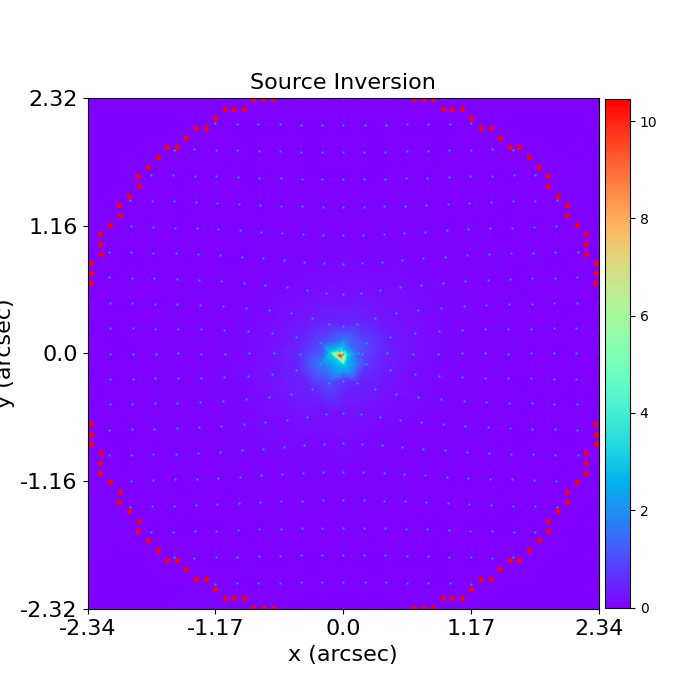 Source Inversion
2.32
1.16
0.0
-1.16
-2.32
y (arcsec)
-2.34 -1.17 0.0 1.17 2.34
x (arcsec)
10
8
6
4
2
0